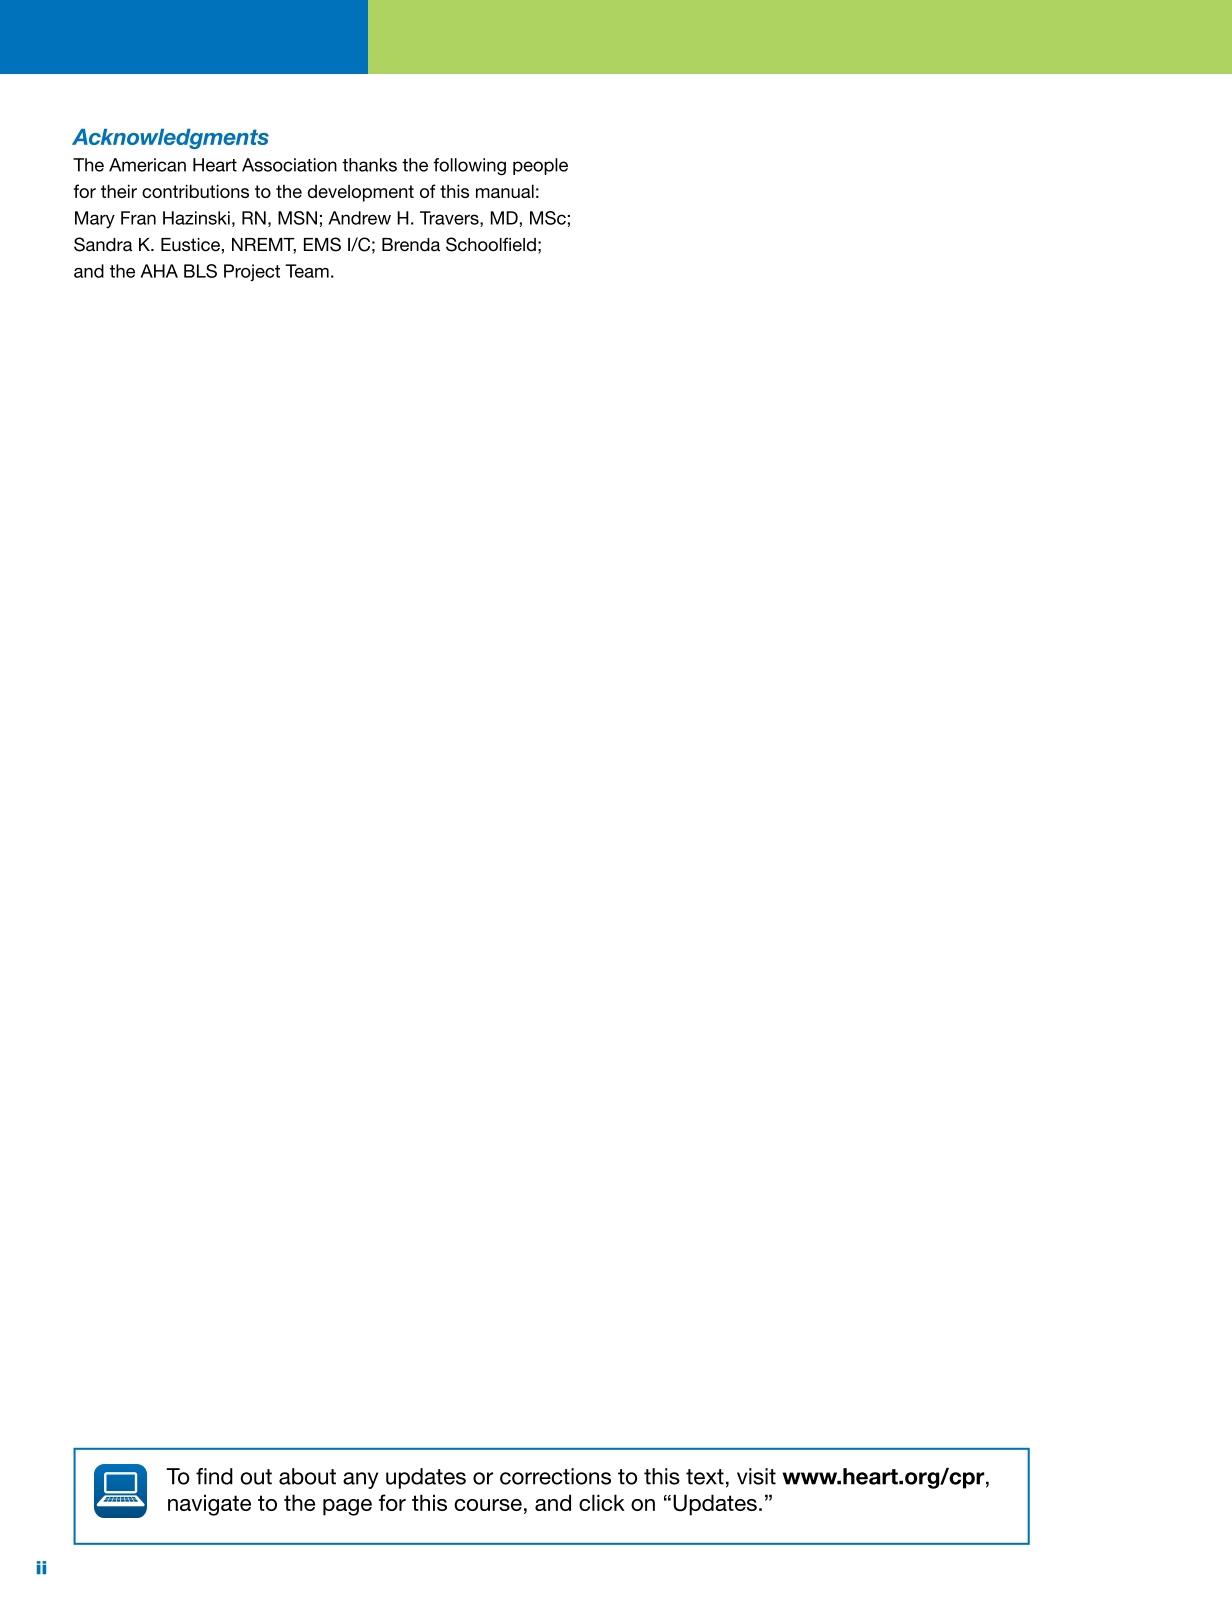 Acknowledgments
The American Heart Association thanks the following people
for their contributions to the development of this manual:
Mary Fran Hazinski, RN, MSN; Andrew H. Travers, MD, MSc;
Sandra K. Eustice, NREMT, EMS I/C; Brenda Schoolfield;
and the AHA BLS Project Team.
To find out about any updates or corrections to this text, visit www.heart.org/cpr,
navigate to the page for this course, and click on “Updates.”
ii